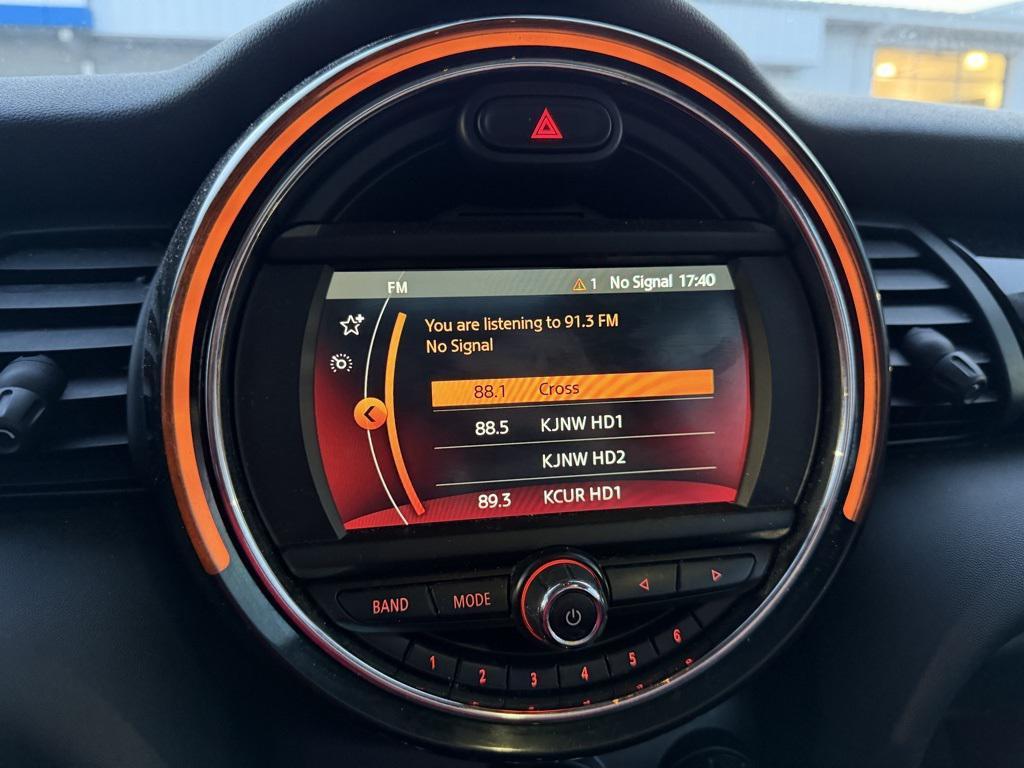 FM 1 No Signal 17:40
You are listening to 91.3 FM
No Signal
88.1 Cross
88.5 KJNW HD1
KJNW HD2
89.3 KCUR HD1
BAND MODE
1 2 3 4 5 6